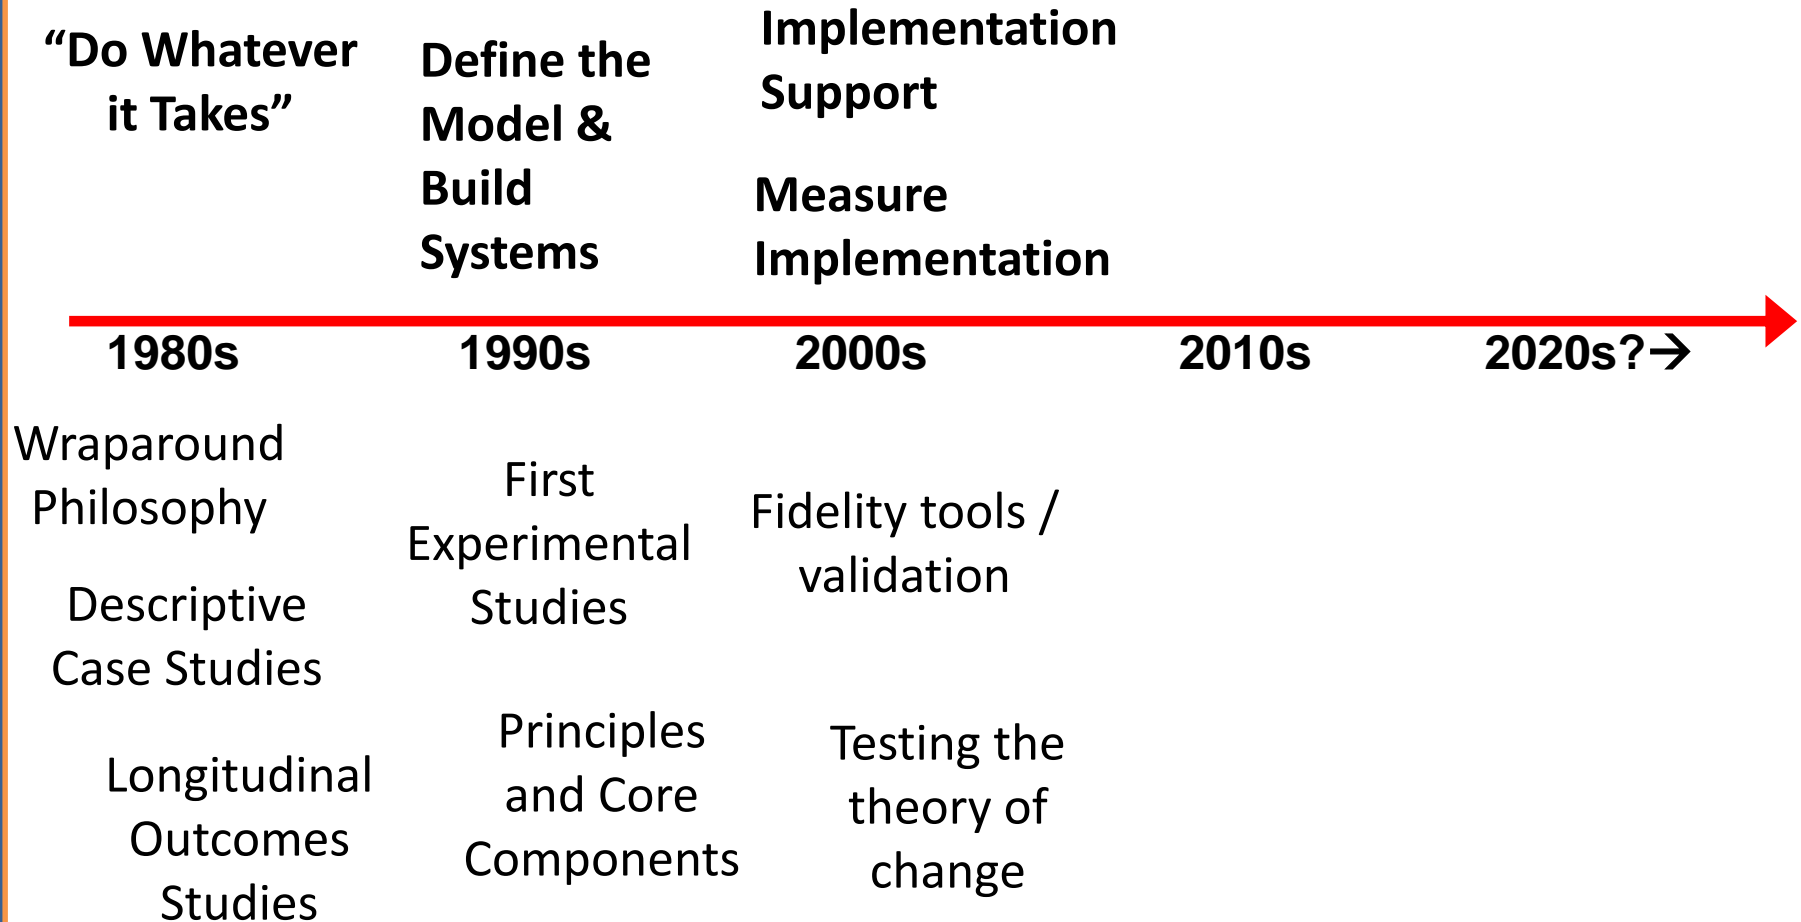 “Do Whatever
it Takes”
Define the
Model &
Build
Systems
Implementation
Support
Measure
Implementation
1980s
1990s
2000s
2010s
2020s?→
Wraparound
Philosophy
Descriptive
Case Studies
Longitudinal
Outcomes
Studies
First
Experimental
Studies
Principles
and Core
Components
Fidelity tools /
validation
Testing the
theory of
change